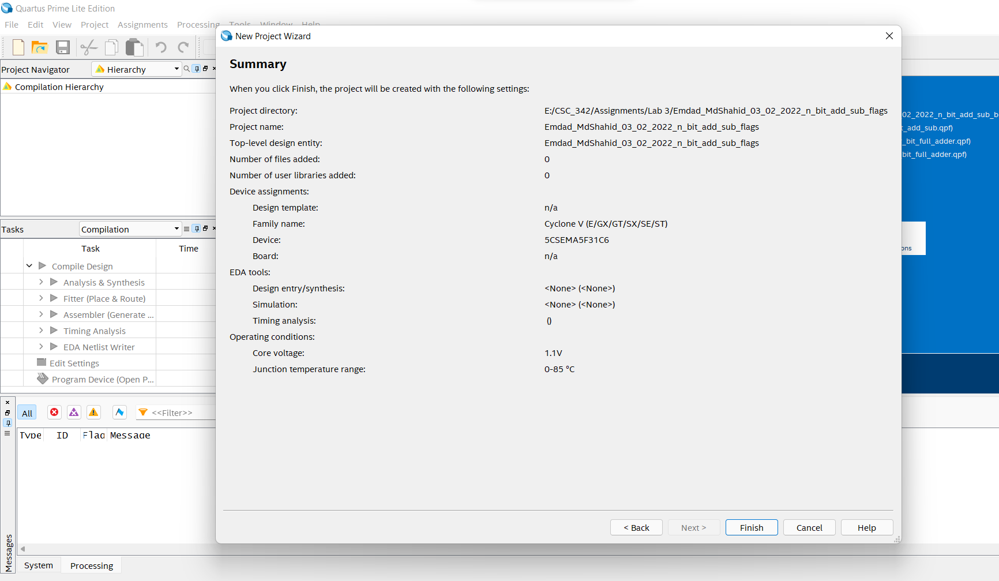 Quartus Prime Lite Edition
File Edit View Project Assignments Processing Tools Window Help
New Project Wizard
Project Navigator
Hierarchy
Compilation Hierarchy
Summary
When you click Finish, the project will be created with the following settings:
Project directory: E:/CSC_342/Assignments/Lab 3/Emdad_MdShahid_03_02_2022_n_bit_add_sub_flags
Project name: Emdad_MdShahid_03_02_2022_n_bit_add_sub_flags
Top-level design entity: Emdad_MdShahid_03_02_2022_n_bit_add_sub_flags
Number of files added: 0
Number of user libraries added: 0
Device assignments:
Design template: n/a
Family name: Cyclone V (E/GX/GT/SX/SE/ST)
Device: 5CSEMA5F31C6
Board: n/a
EDA tools:
Design entry/synthesis: <None> (<None>)
Simulation: <None> (<None>)
Timing analysis: ()
Operating conditions:
Core voltage: 1.1V
Junction temperature range: 0-85 °C
< Back Next > Finish Cancel Help
02_2022_n_bit_add_sub_b
t_add_sub.qpf)
_bit_full_adder.qpf)
bit_full_adder.qpf)
ons
Tasks
Compilation
Task Time
Compile Design
Analysis & Synthesis
Fitter (Place & Route)
Assembler (Generate ...
Timing Analysis
EDA Netlist Writer
Edit Settings
Program Device (Open P...
All
<<Filter>>
Type ID Flag Message
Messages
System Processing